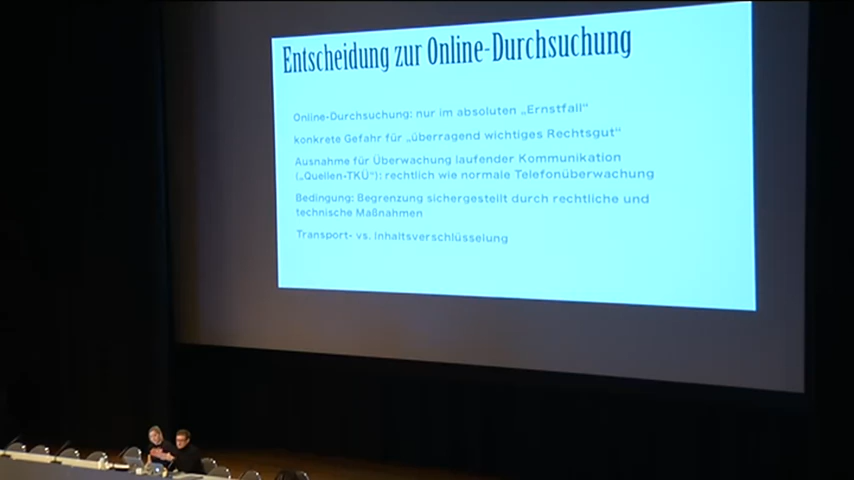 Entscheidung zur Online-Durchsuchung
Online-Durchsuchung: nur im absoluten „Ernstfall“
konkrete Gefahr für „überragend wichtiges Rechtsgut“
Ausnahme für Überwachung laufender Kommunikation
(„Quellen-TKÜ“): rechtlich wie normale Telefonüberwachung
Bedingung: Begrenzung sichergestellt durch rechtliche und
technische Maßnahmen
Transport- vs. Inhaltsverschlüsselung